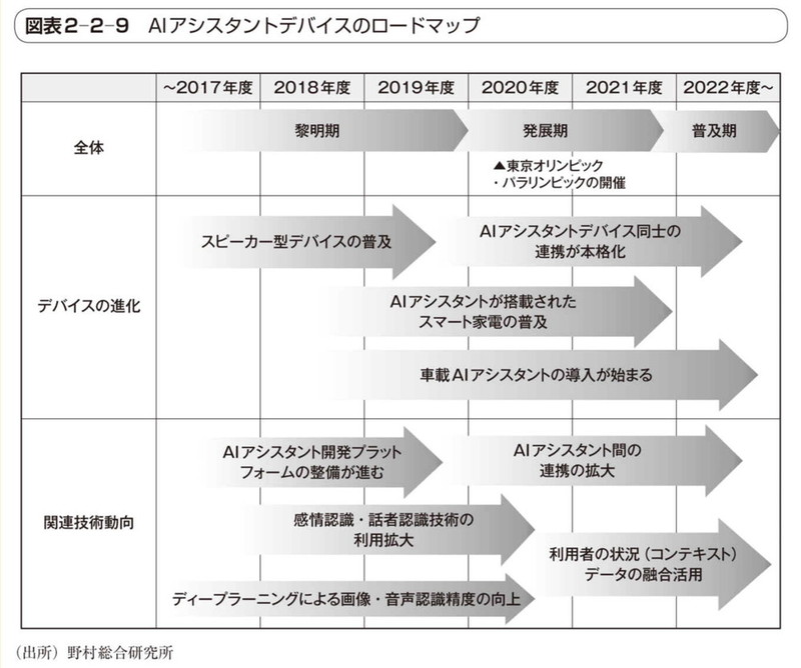 図表2-2-9 AIアシスタントデバイスのロードマップ
～2017年度 2018年度 2019年度 2020年度 2021年度 2022年度～
全体
黎明期
発展期
普及期
▲東京オリンピック
・パラリンピックの開催
デバイスの進化
スピーカー型デバイスの普及
AIアシスタントデバイス同士の
連携が本格化
AIアシスタントが搭載された
スマート家電の普及
車載AIアシスタントの導入が始まる
関連技術動向
AIアシスタント開発プラット
フォームの整備が進む
AIアシスタント間の
連携の拡大
感情認識・話者認識技術の
利用拡大
利用者の状況（コンテキスト）
データの融合活用
ディープラーニングによる画像・音声認識精度の向上
（出所）野村総合研究所